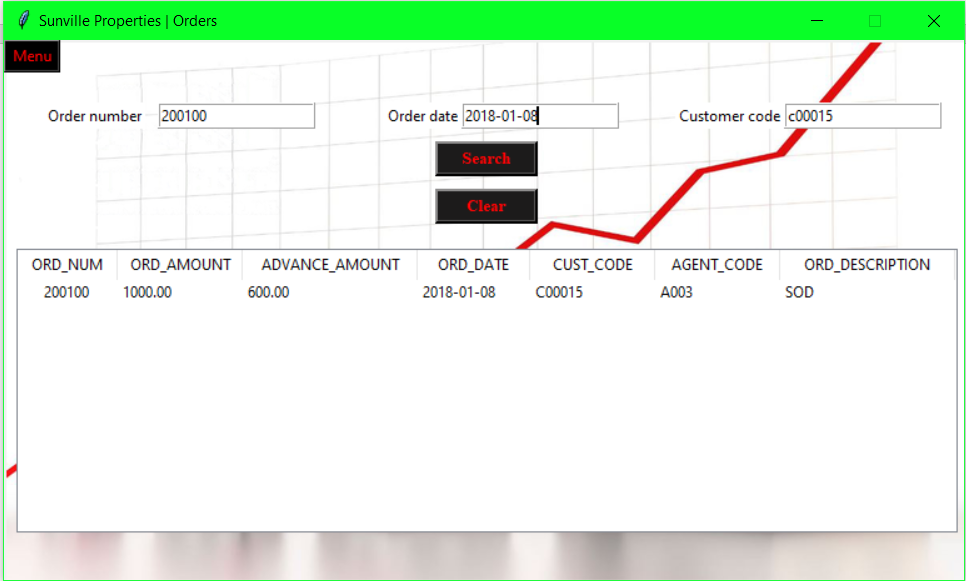 Sunville Properties | Orders
Menu
Order number 200100 Order date 2018-01-08 Customer code c00015
Search
Clear
ORD_NUM ORD_AMOUNT ADVANCE_AMOUNT ORD_DATE CUST_CODE AGENT_CODE ORD_DESCRIPTION
200100 1000.00 600.00 2018-01-08 C00015 A003 SOD